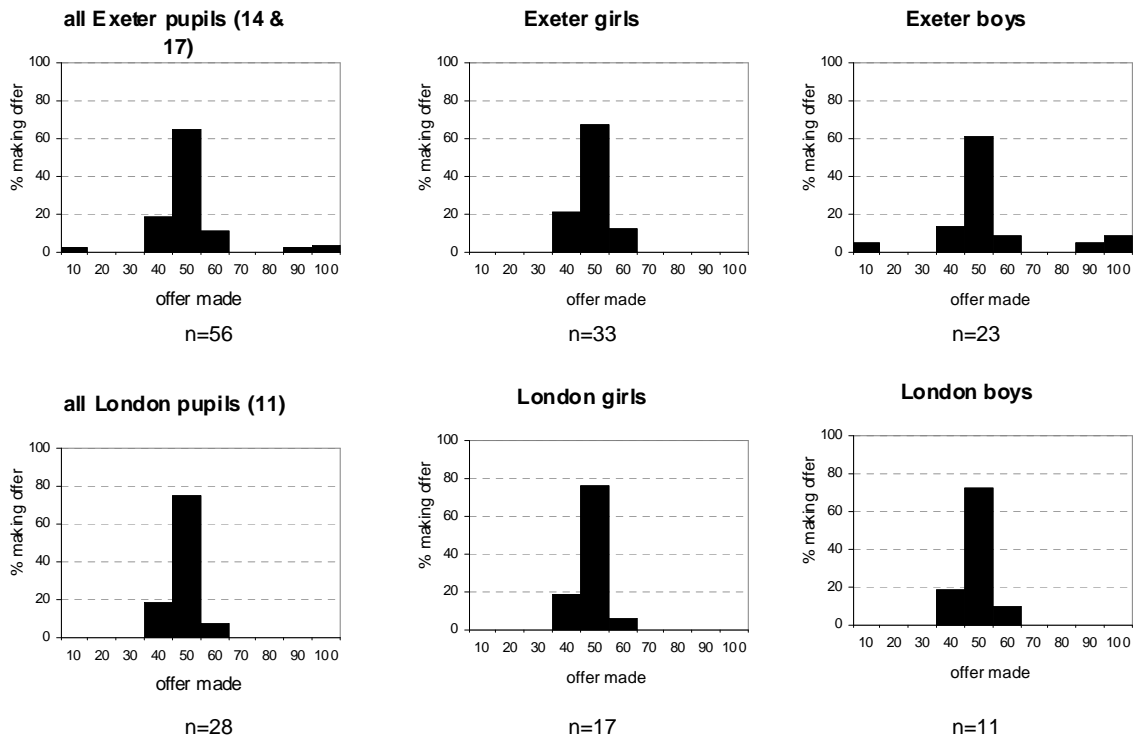 all Exeter pupils (14 &
17)
100
80
60
40
20
0
% making offer
10 20 30 40 50 60 70 80 90 100
offer made
n=56
Exeter girls
100
80
60
40
20
0
% making offer
10 20 30 40 50 60 70 80 90 100
offer made
n=33
Exeter boys
100
80
60
40
20
0
% making offer
10 20 30 40 50 60 70 80 90 100
offer made
n=23
all London pupils (11)
100
80
60
40
20
0
% making offer
10 20 30 40 50 60 70 80 90 100
offer made
n=28
London girls
100
80
60
40
20
0
% making offer
10 20 30 40 50 60 70 80 90 100
offer made
n=17
London boys
100
80
60
40
20
0
% making offer
10 20 30 40 50 60 70 80 90 100
offer made
n=11